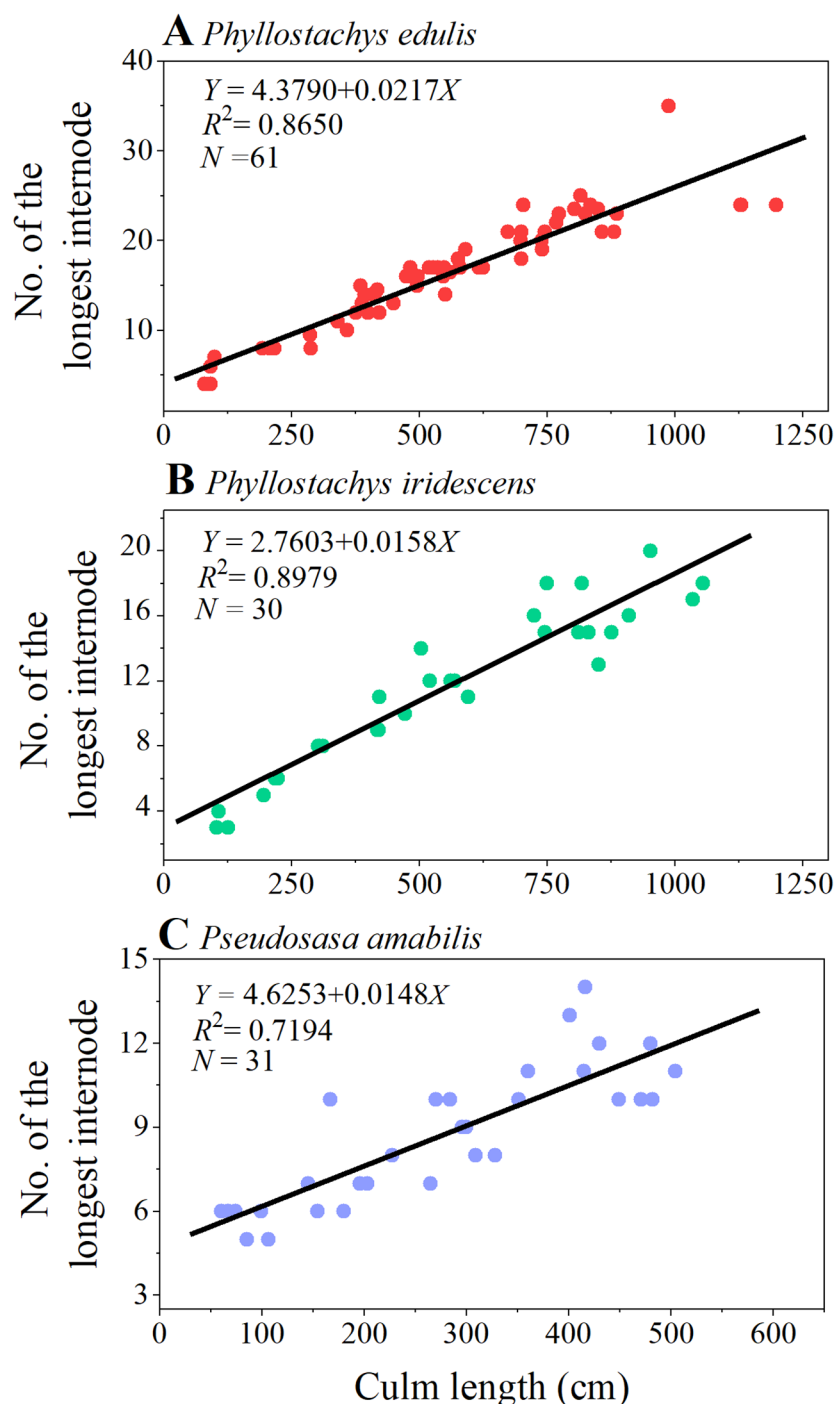 A Phyllostachys edulis
Y = 4.3790+0.0217X
R²= 0.8650
N =61
No. of the
longest internode
40
30
20
10
0 250 500 750 1000 1250
B Phyllostachys iridescens
Y = 2.7603+0.0158X
R²= 0.8979
N = 30
No. of the
longest internode
20
16
12
8
4
0 250 500 750 1000 1250
C Pseudosasa amabilis
Y = 4.6253+0.0148X
R²= 0.7194
N = 31
No. of the
longest internode
15
12
9
6
3
0 100 200 300 400 500 600
Culm length (cm)